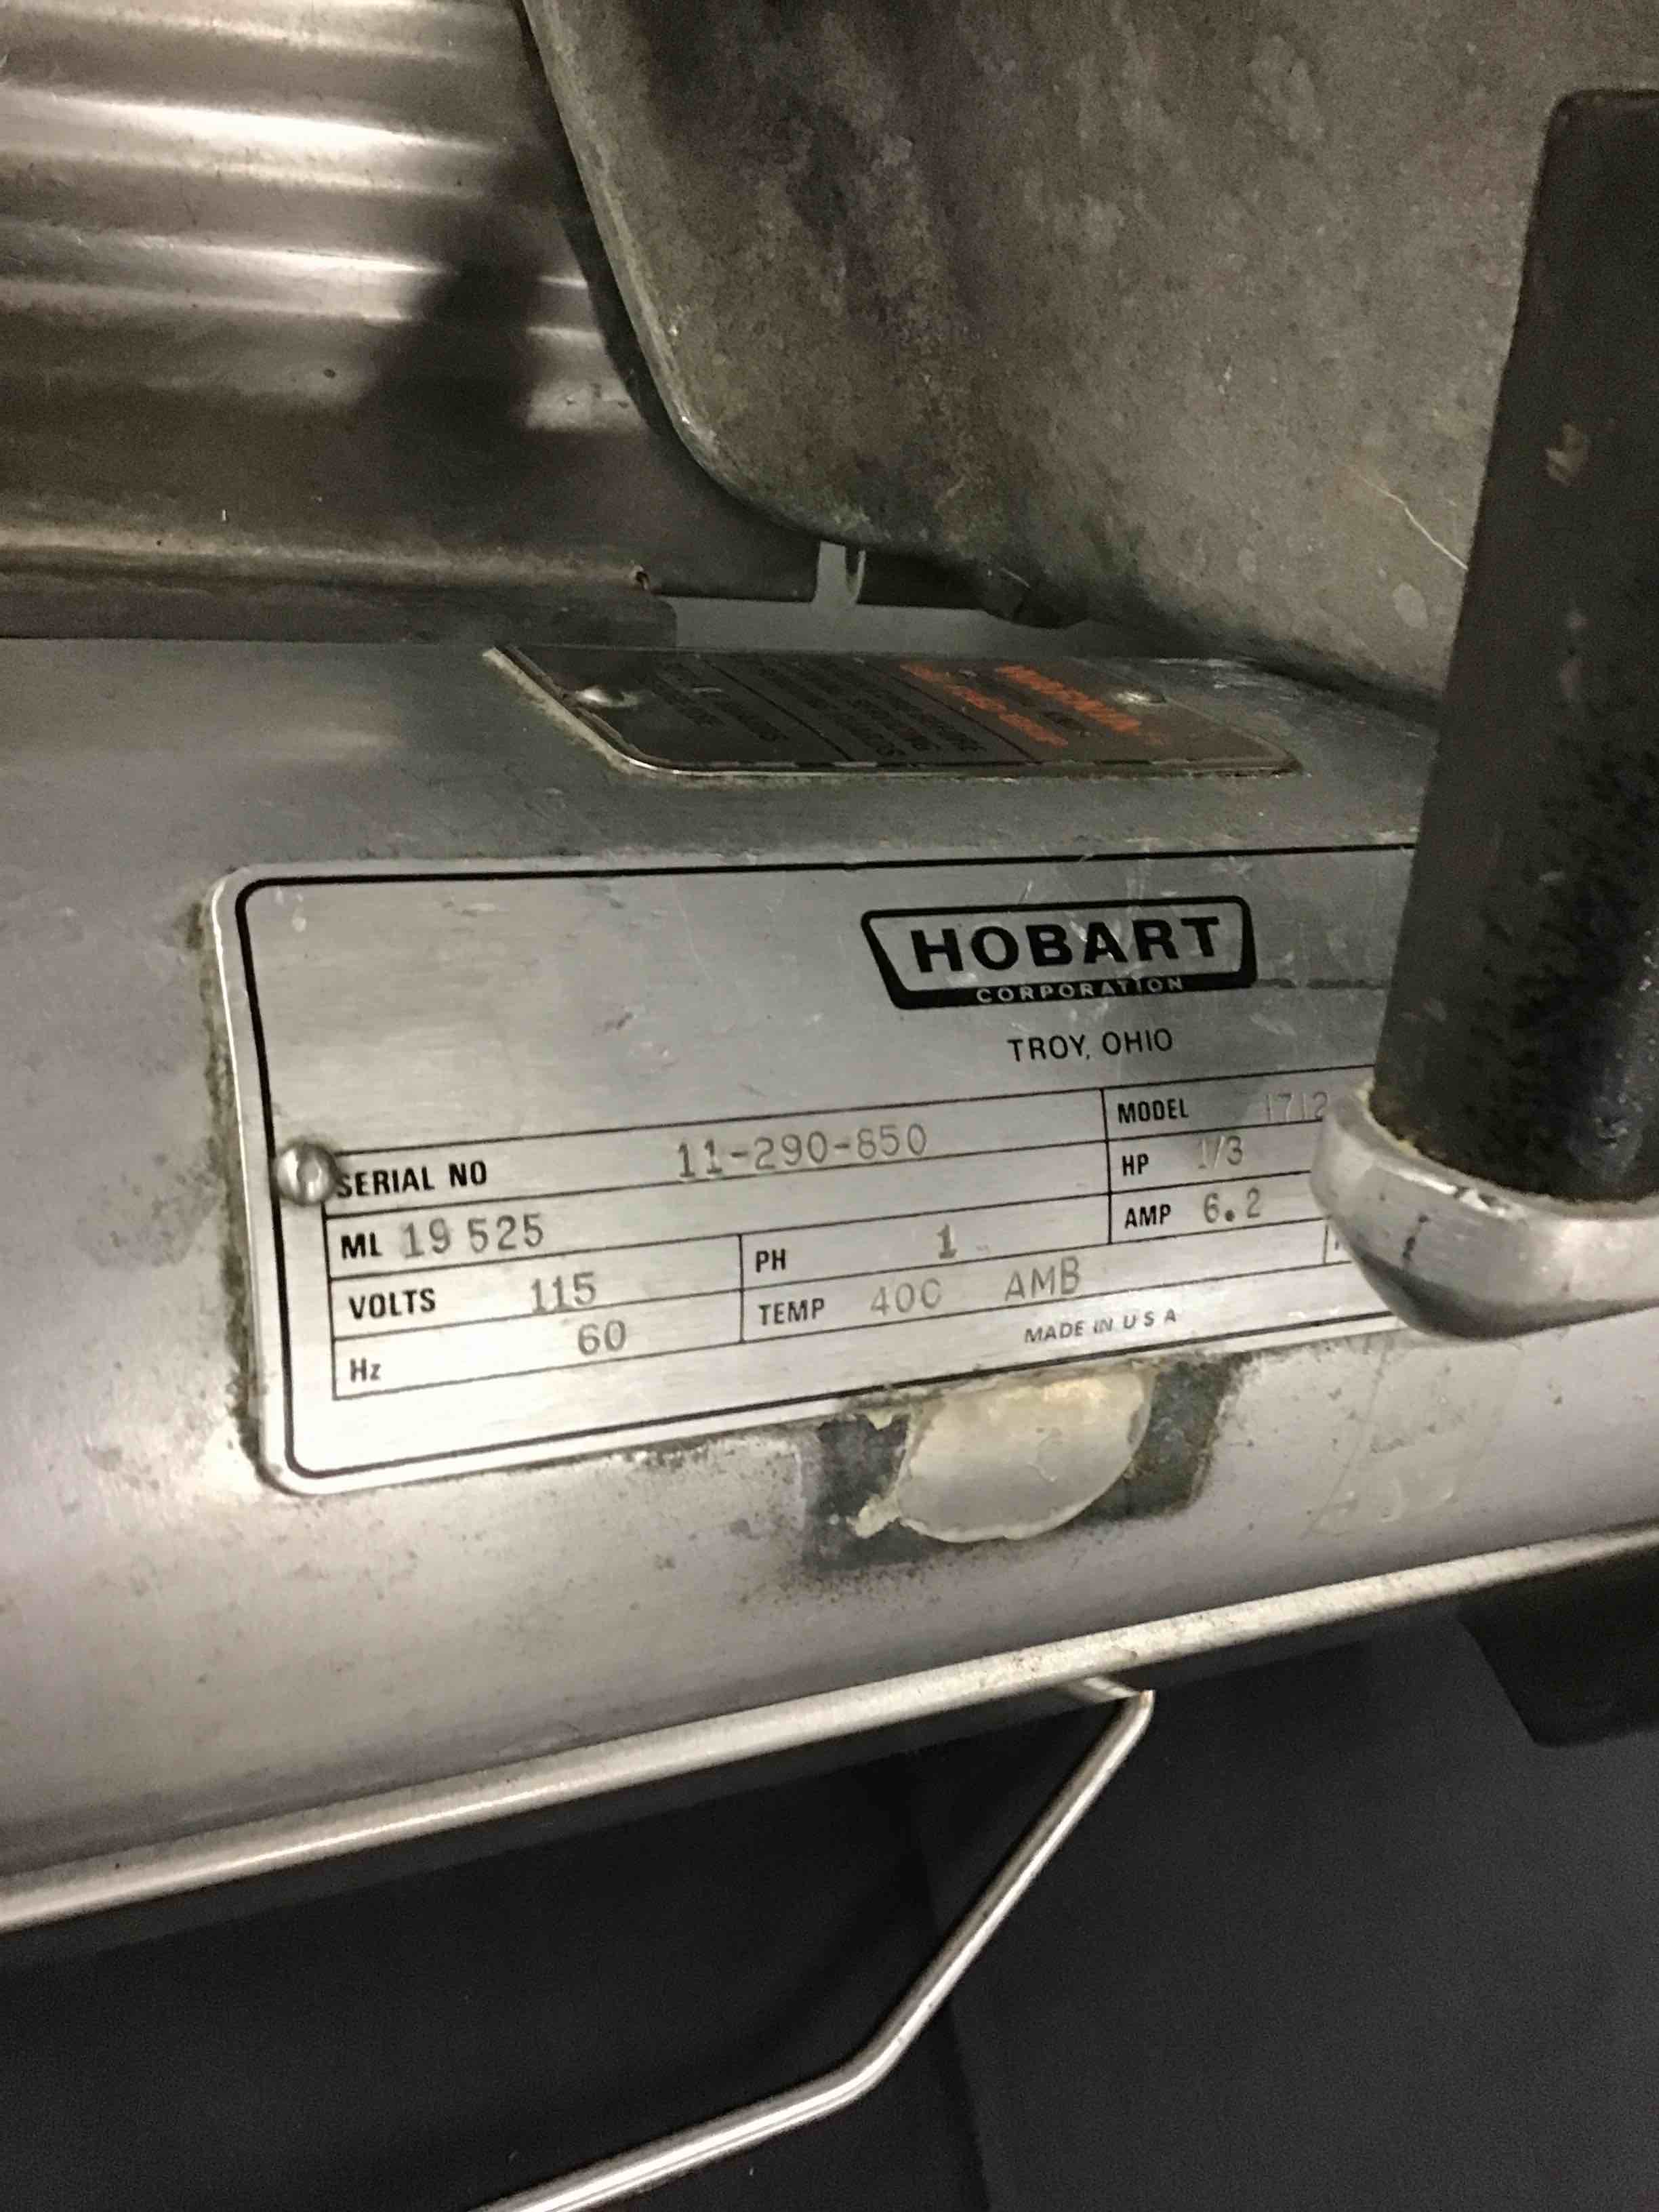 HOBART
CORPORATION
TROY, OHIO
SERIAL NO 11-290-850
MODEL 1712
ML 19 525
HP 1/3
VOLTS 115
PH 1
AMP 6.2
Hz 60
TEMP 40C AMB
MADE IN U S A